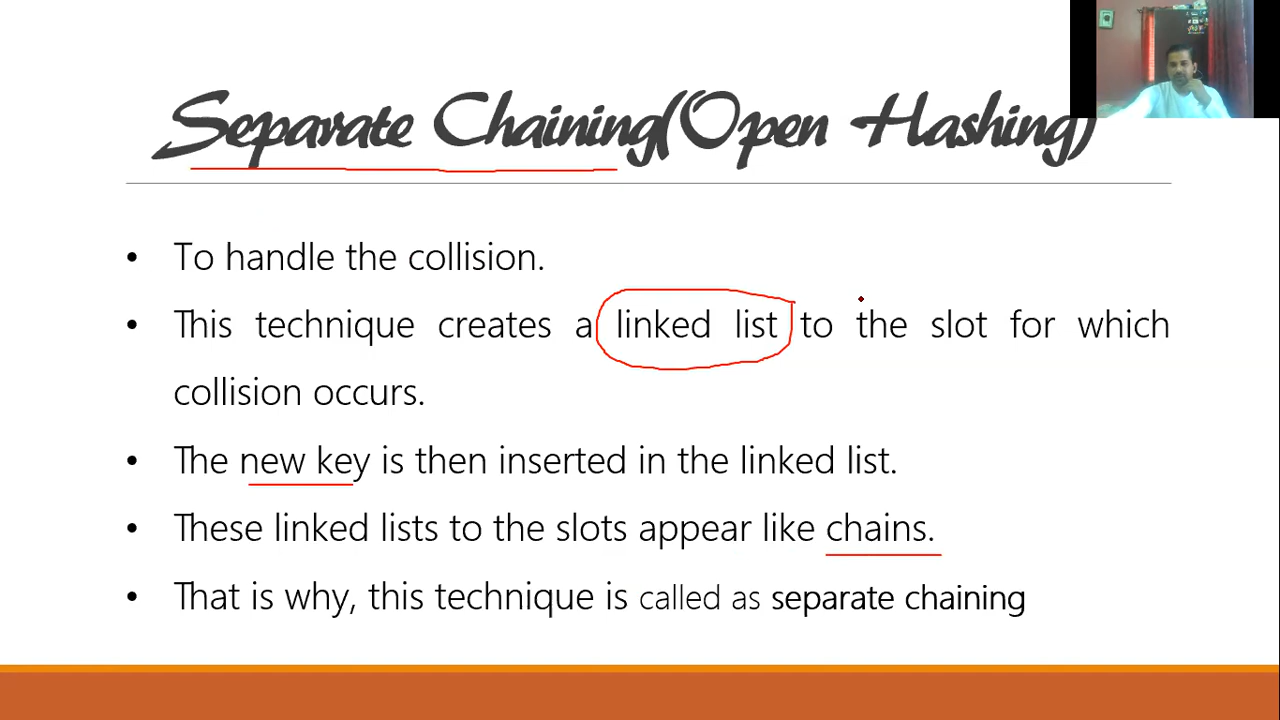 Separate Chaining(Open Hashing)
• To handle the collision.
• This technique creates a linked list to the slot for which
collision occurs.
• The new key is then inserted in the linked list.
• These linked lists to the slots appear like chains.
• That is why, this technique is called as separate chaining